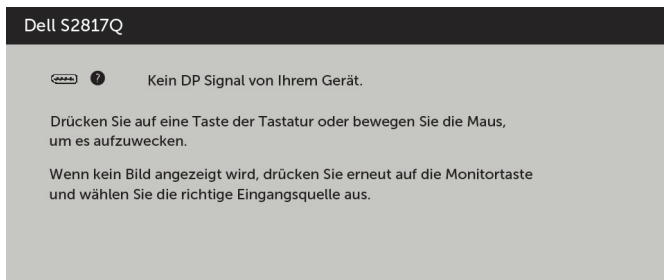 Dell S2817Q
Kein DP Signal von Ihrem Gerät.
Drücken Sie auf eine Taste der Tastatur oder bewegen Sie die Maus,
um es aufzuwecken.
Wenn kein Bild angezeigt wird, drücken Sie erneut auf die Monitortaste
und wählen Sie die richtige Eingangsquelle aus.